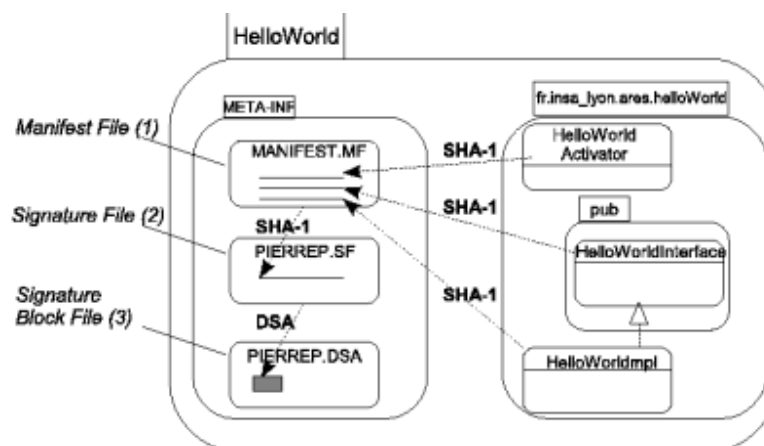 HelloWorld
META-INF
fr.insa_lyon.ares.helloWorld
Manifest File (1)
MANIFEST.MF
SHA-1
HelloWorld
Activator
SHA-1
pub
Signature File (2)
SHA-1
PIERREP.SF
HelloWorldInterface
SHA-1
Signature
Block File (3)
DSA
PIERREP.DSA
HelloWorldmpl